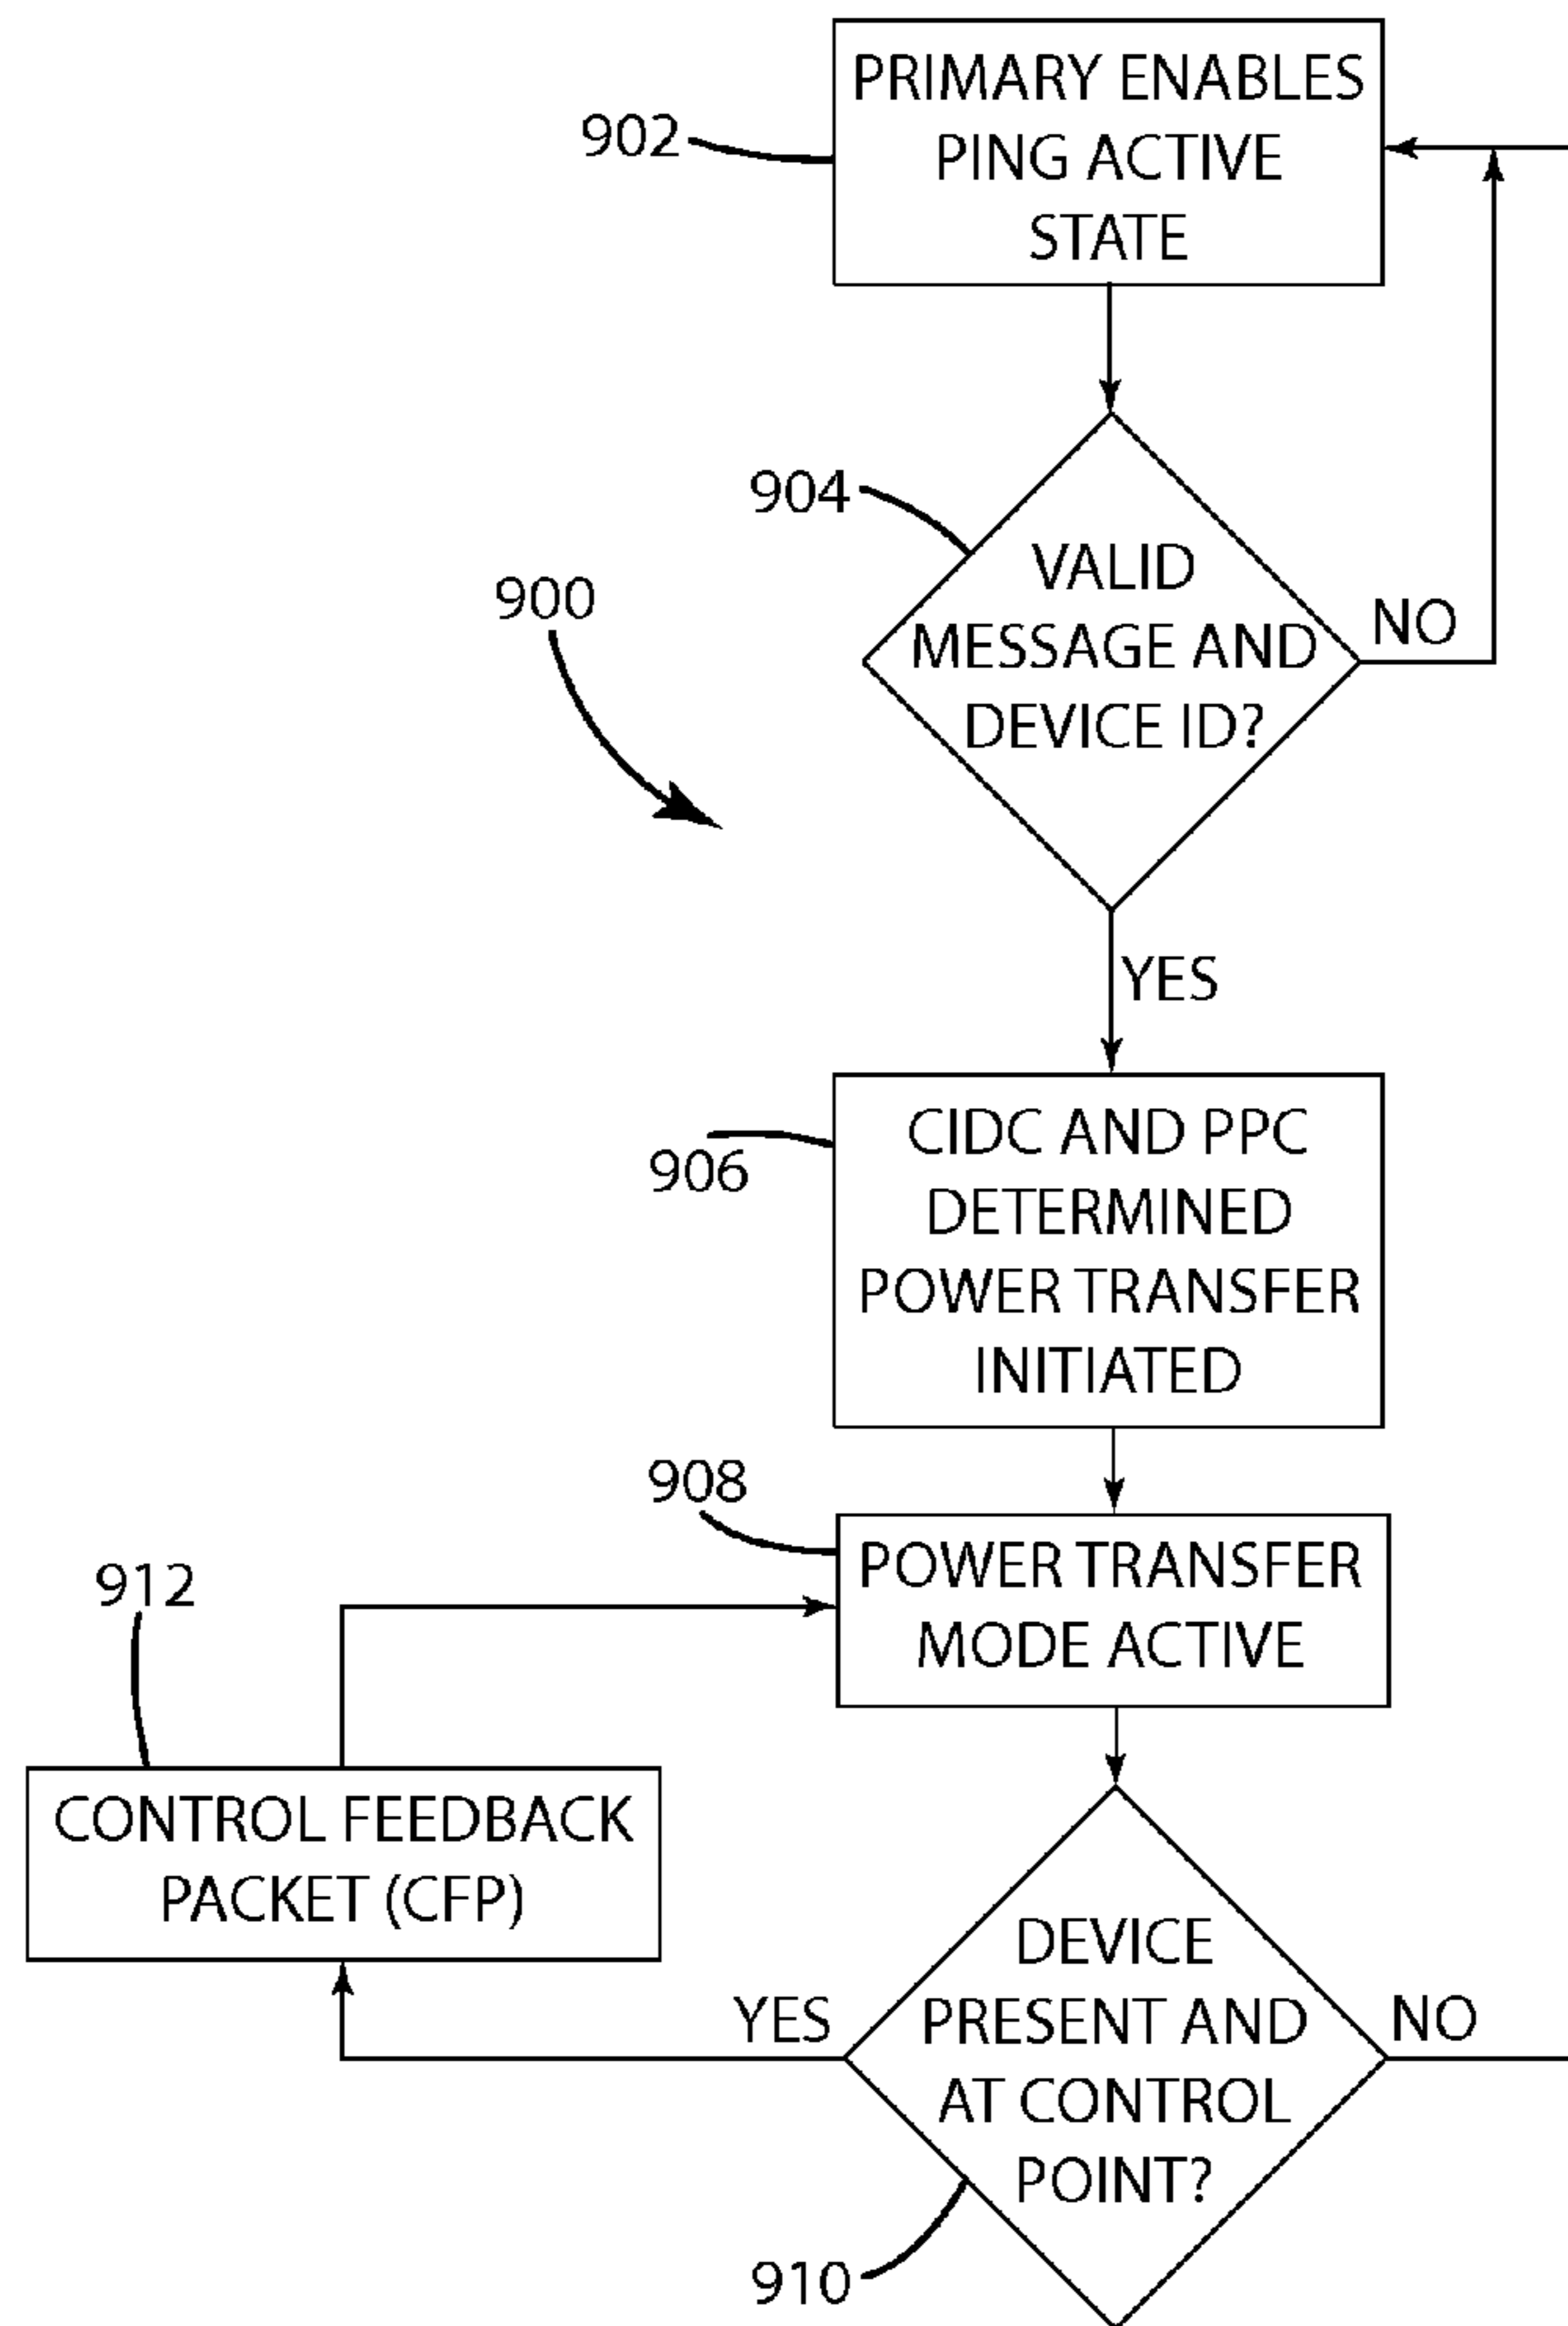 PRIMARY ENABLES
PING ACTIVE
STATE
902
904
VALID
MESSAGE AND
DEVICE ID?
NO
900
YES
CIDC AND PPC
DETERMINED
POWER TRANSFER
INITIATED
906
908
POWER TRANSFER
MODE ACTIVE
912
CONTROL FEEDBACK
PACKET (CFP)
DEVICE
PRESENT AND
AT CONTROL
POINT?
YES
NO
910